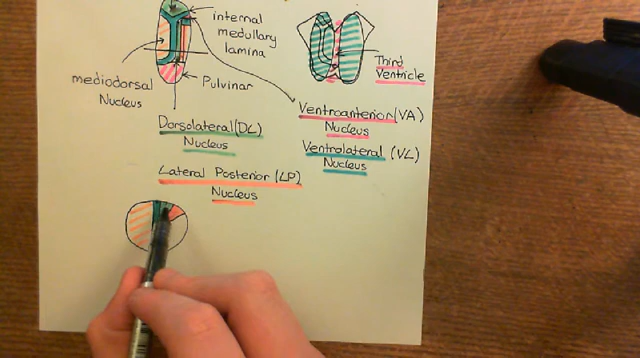 internal
medullary
lamina
mediodorsal
Nucleus
Pulvinar
Third
Ventricle
Ventroanterior (VA)
Nucleus
Ventrolateral (VL)
Nucleus
Dorsolateral (DL)
Nucleus
Lateral Posterior (LP)
Nucleus